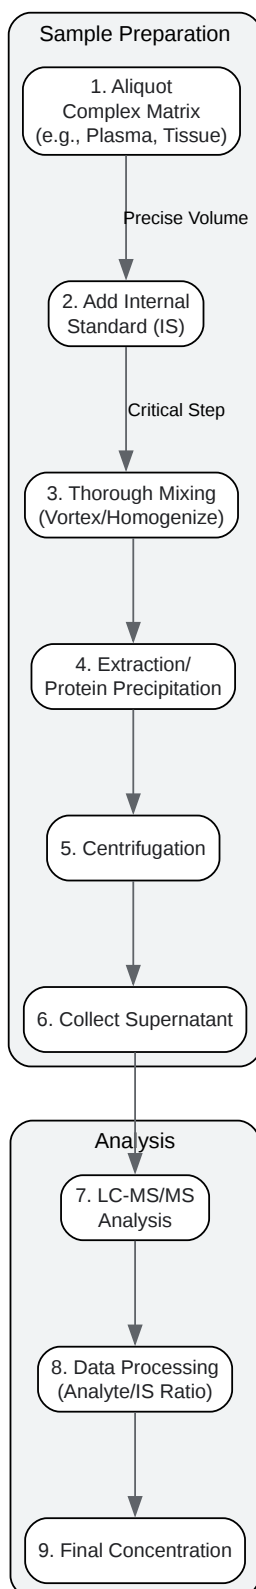 Sample Preparation
1. Aliquot
Complex Matrix
(e.g., Plasma, Tissue)
Precise Volume
2. Add Internal
Standard (IS)
Critical Step
3. Thorough Mixing
(Vortex/Homogenize)
4. Extraction/
Protein Precipitation
5. Centrifugation
6. Collect Supernatant
Analysis
7. LC-MS/MS
Analysis
8. Data Processing
(Analyte/IS Ratio)
9. Final Concentration